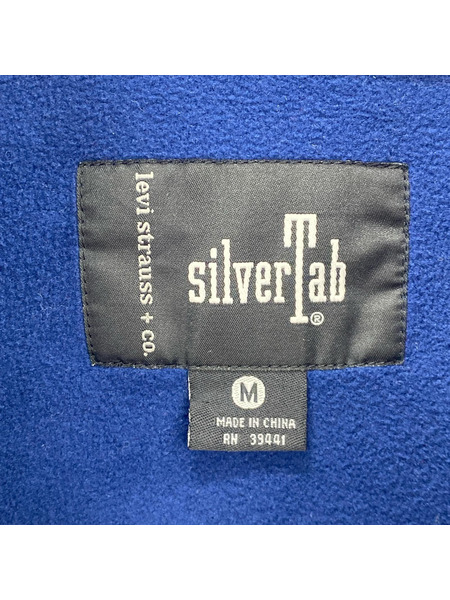 levi strauss + co.
silverTab®
M
MADE IN CHINA
RN 39441